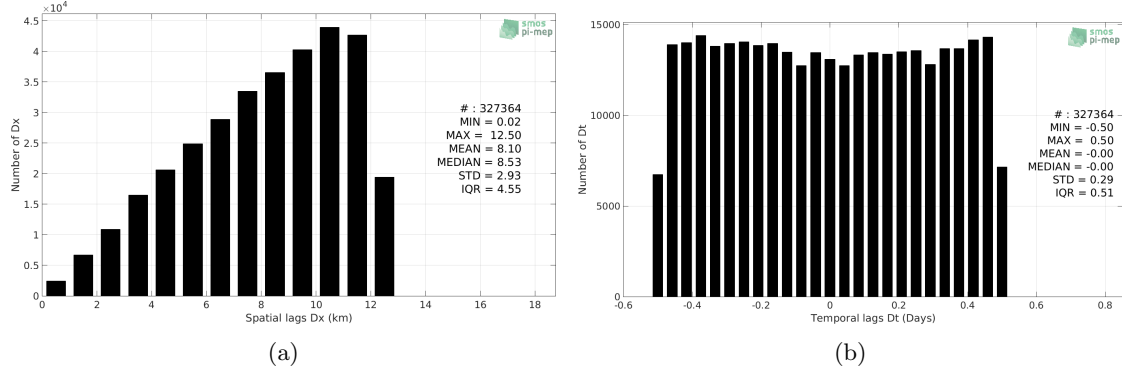 ×10⁴
4.5
4
3.5
3
2.5
2
1.5
1
0.5
0
Number of Dx
0 2 4 6 8 10 12 14 16 18
Spatial lags Dx (km)
smos
pi-mep
# : 327364
MIN = 0.02
MAX = 12.50
MEAN = 8.10
MEDIAN = 8.53
STD = 2.93
IQR = 4.55
(a)
15000
10000
5000
0
Number of Dt
-0.6 -0.4 -0.2 0 0.2 0.4 0.6 0.8
Temporal lags Dt (Days)
smos
pi-mep
# : 327364
MIN = -0.50
MAX = 0.50
MEAN = -0.00
MEDIAN = -0.00
STD = 0.29
IQR = 0.51
(b)